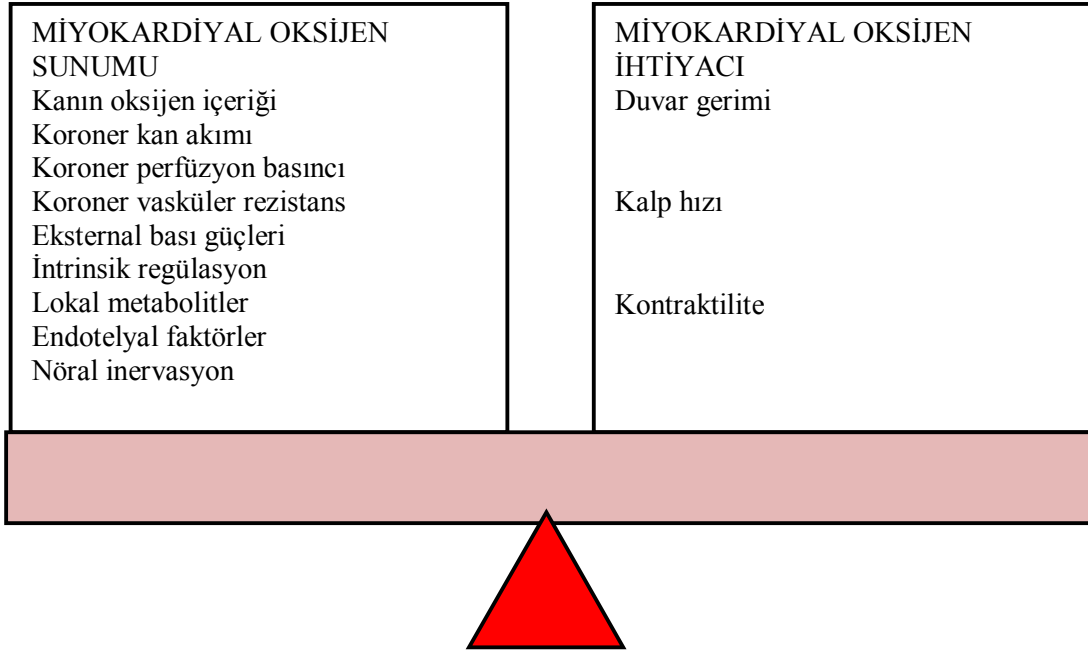 MİYOKARDİYAL OKSİJEN
SUNUMU
Kanın oksijen içeriği
Koroner kan akımı
Koroner perfüzyon basıncı
Koroner vasküler rezistans
Eksternal bası güçleri
İntrinsik regülasyon
Lokal metabolitler
Endotelyal faktörler
Nöral inervasyon
MİYOKARDİYAL OKSİJEN
İHTİYACI
Duvar gerimi
Kalp hızı
Kontraktilite